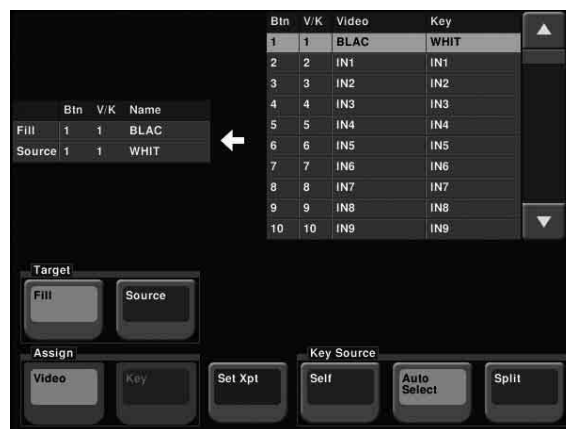 Btn V/K Video Key
1 1 BLAC WHIT
2 2 IN1 IN1
3 3 IN2 IN2
4 4 IN3 IN3
5 5 IN4 IN4
6 6 IN5 IN5
7 7 IN6 IN6
8 8 IN7 IN7
9 9 IN8 IN8
10 10 IN9 IN9
Btn V/K Name
Fill 1 1 BLAC
Source 1 1 WHIT
Target
Fill Source
Assign
Video Key
Set Xpt
Key Source
Self
Auto
Select
Split